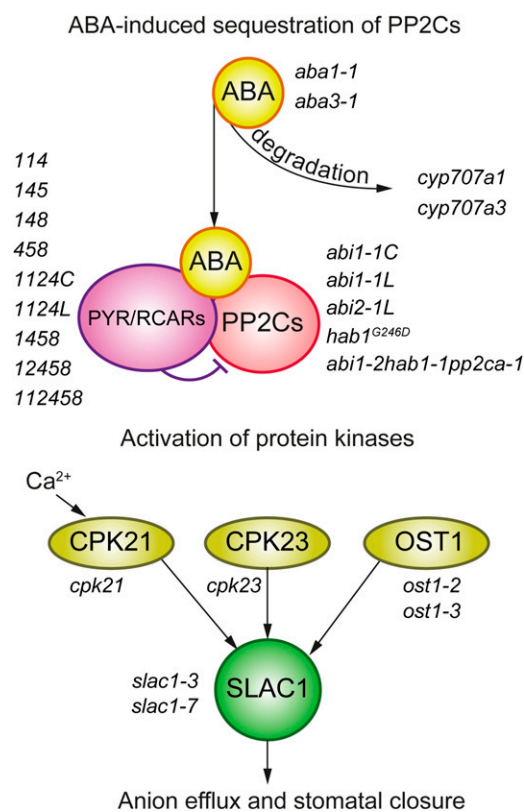 ABA-induced sequestration of PP2Cs
ABA
aba1-1
aba3-1
degradation
cyp707a1
cyp707a3
114
145
148
458
1124C
1124L
1458
12458
112458
ABA
PYR/RCARs
PP2Cs
abi1-1C
abi1-1L
abi2-1L
hab1G246D
abi1-2hab1-1pp2ca-1
Activation of protein kinases
Ca2+
CPK21
CPK23
OST1
cpk21
cpk23
ost1-2
ost1-3
slac1-3
slac1-7
SLAC1
Anion efflux and stomatal closure